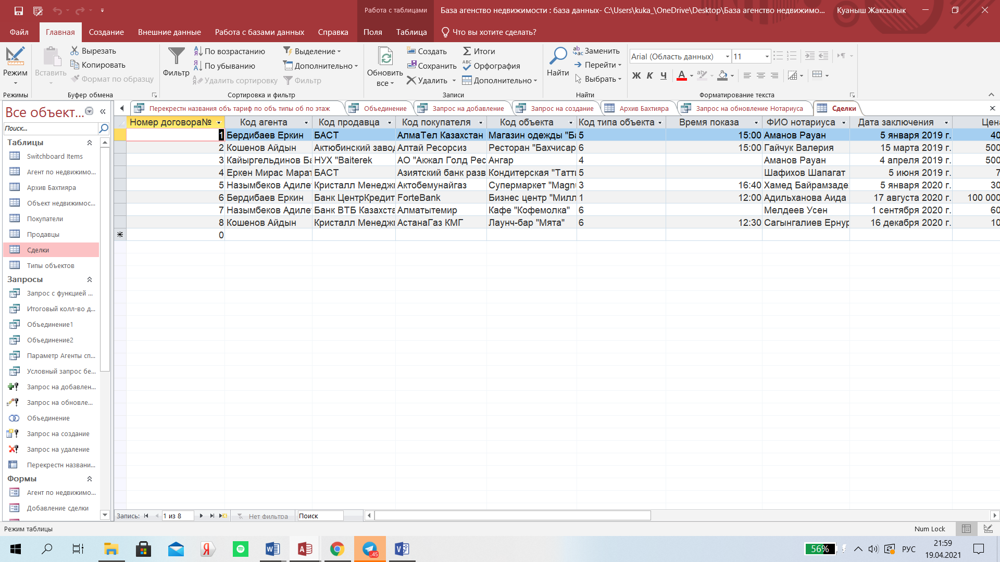 Работа с таблицами
База агенство недвижимости : база данных- C:\Users\kuka_\OneDrive\Desktop\База агенство недвижимо...
Куаныш Жаксылык
Файл Главная Создание Внешние данные Работа с базами данных Справка Поля Таблица Что вы хотите сделать?
Режим
Режимы
Вставить
Вырезать
Копировать
Формат по образцу
Буфер обмена
Фильтр
По возрастанию
По убыванию
Удалить сортировку
Выделение
Дополнительно
Фильтр
Сортировка и фильтр
Обновить
все
Создать
Сохранить
Удалить
Итоги
Орфография
Дополнительно
Записи
Найти
Заменить
Перейти
Выбрать
Найти
Arial (Область данных) 11
Ж К Ч
Форматирование текста
Все объект...
Поиск...
Таблицы
Switchboard Items
Агент по недвижимо...
Архив Бахтияра
Объект недвижимос...
Покупатели
Продавцы
Сделки
Типы объектов
Запросы
Запрос с функцией ...
Итоговый колл-во д...
Объединение1
Объединение2
Параметр Агенты сп...
Условный запрос бе...
Запрос на добавлен...
Запрос на обновле...
Объединение
Запрос на создание
Запрос на удаление
Перекрестн названи...
Формы
Агент по недвижимо...
Добавление сделки
Перекрестн названия объ тариф по объ типы об по этаж Объединение Запрос на добавление Запрос на создание Архив Бахтияра Запрос на обновление Нотариуса Сделки
Номер договора№ Код агента Код продавца Код покупателя Код объекта Код типа объекта Время показа ФИО нотариуса Дата заключения Цен
1 Бердибаев Еркин БАСТ АлмаТел Казахстан Магазин одежды "Ба 5 15:00 Аманов Рауан 5 января 2019 г. 40
2 Кошенов Айдын Актюбинский завод Алтай Ресорсиз Ресторан "Бахчисар 6 15:00 Гайчук Валерия 15 марта 2019 г. 500
3 Кайыргельдинов Ба НУХ "Baiterek АО "Акжал Голд Рес Ангар 4 Аманов Рауан 4 апреля 2019 г. 500
4 Еркен Мирас Марат БАСТ Азиятский банк разв Кондитерская "Татти 5 Шафихов Шапагат 5 июня 2019 г. 7
5 Назымбеков Адилет Кристалл Менеджм Актобемунайгаз Супермаркет "Magnu 3 16:40 Хамед Байрамзаде 5 января 2020 г. 30
6 Бердибаев Еркин Банк ЦентрКредит ForteBank Бизнес центр "Милл 1 12:00 Адильханова Аида 17 августа 2020 г. 100 000
7 Назымбеков Адилет Банк ВТБ Казахста Алматытемир Кафе "Кофемолка" 6 Мелдеев Усен 1 сентября 2020 г. 60
8 Кошенов Айдын Кристалл Менеджм АстанаГаз КМГ Лаунч-бар "Мята" 6 12:30 Сагынгалиев Ернур 16 декабря 2020 г. 10
0
Запись: 1 из 8 Нет фильтра Поиск
Режим таблицы
Num Lock
45
56%
РУС
21:59
19.04.2021